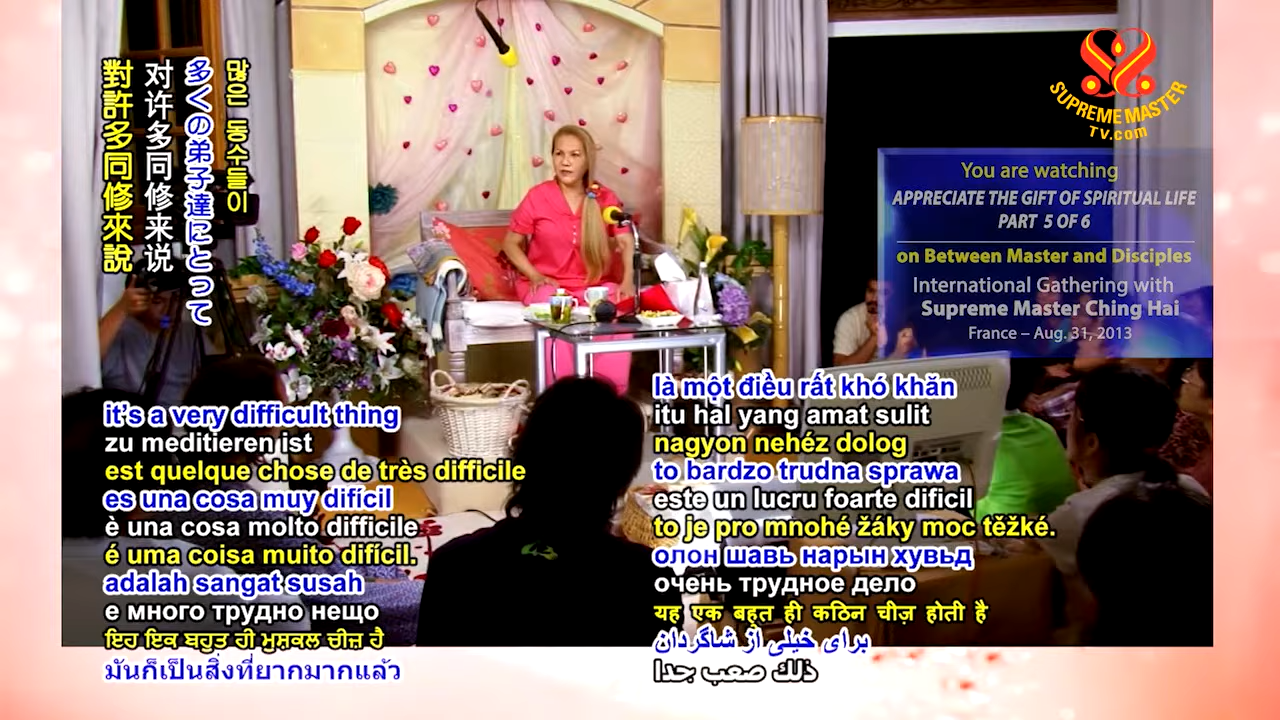 많은 동수들이
多くの弟子達にとって
对许多同修来说
對許多同修來說
SUPREME MASTER
TV.com
You are watching
APPRECIATE THE GIFT OF SPIRITUAL LIFE
PART 5 OF 6
on Between Master and Disciples
International Gathering with
Supreme Master Ching Hai
France – Aug. 31, 2013
it's a very difficult thing
zu meditieren ist
est quelque chose de très difficile
es una cosa muy difícil
è una cosa molto difficile
é uma coisa muito difícil.
adalah sangat susah
е много трудно нещо
ਇਹ ਇਕ ਬਹੁਤ ਹੀ ਮੁਸ਼ਕਲ ਚੀਜ਼ ਹੈ
มันก็เป็นสิ่งที่ยากมากแล้ว
là một điều rất khó khăn
itu hal yang amat sulit
nagyon nehéz dolog
to bardzo trudna sprawa
este un lucru foarte dificil
to je pro mnohé žáky moc těžké.
олон шавь нарын хувьд
очень трудное дело
यह एक बहुत ही कठिन चीज़ होती है
برای خیلی از شاگردان
ذلك صعب جدا